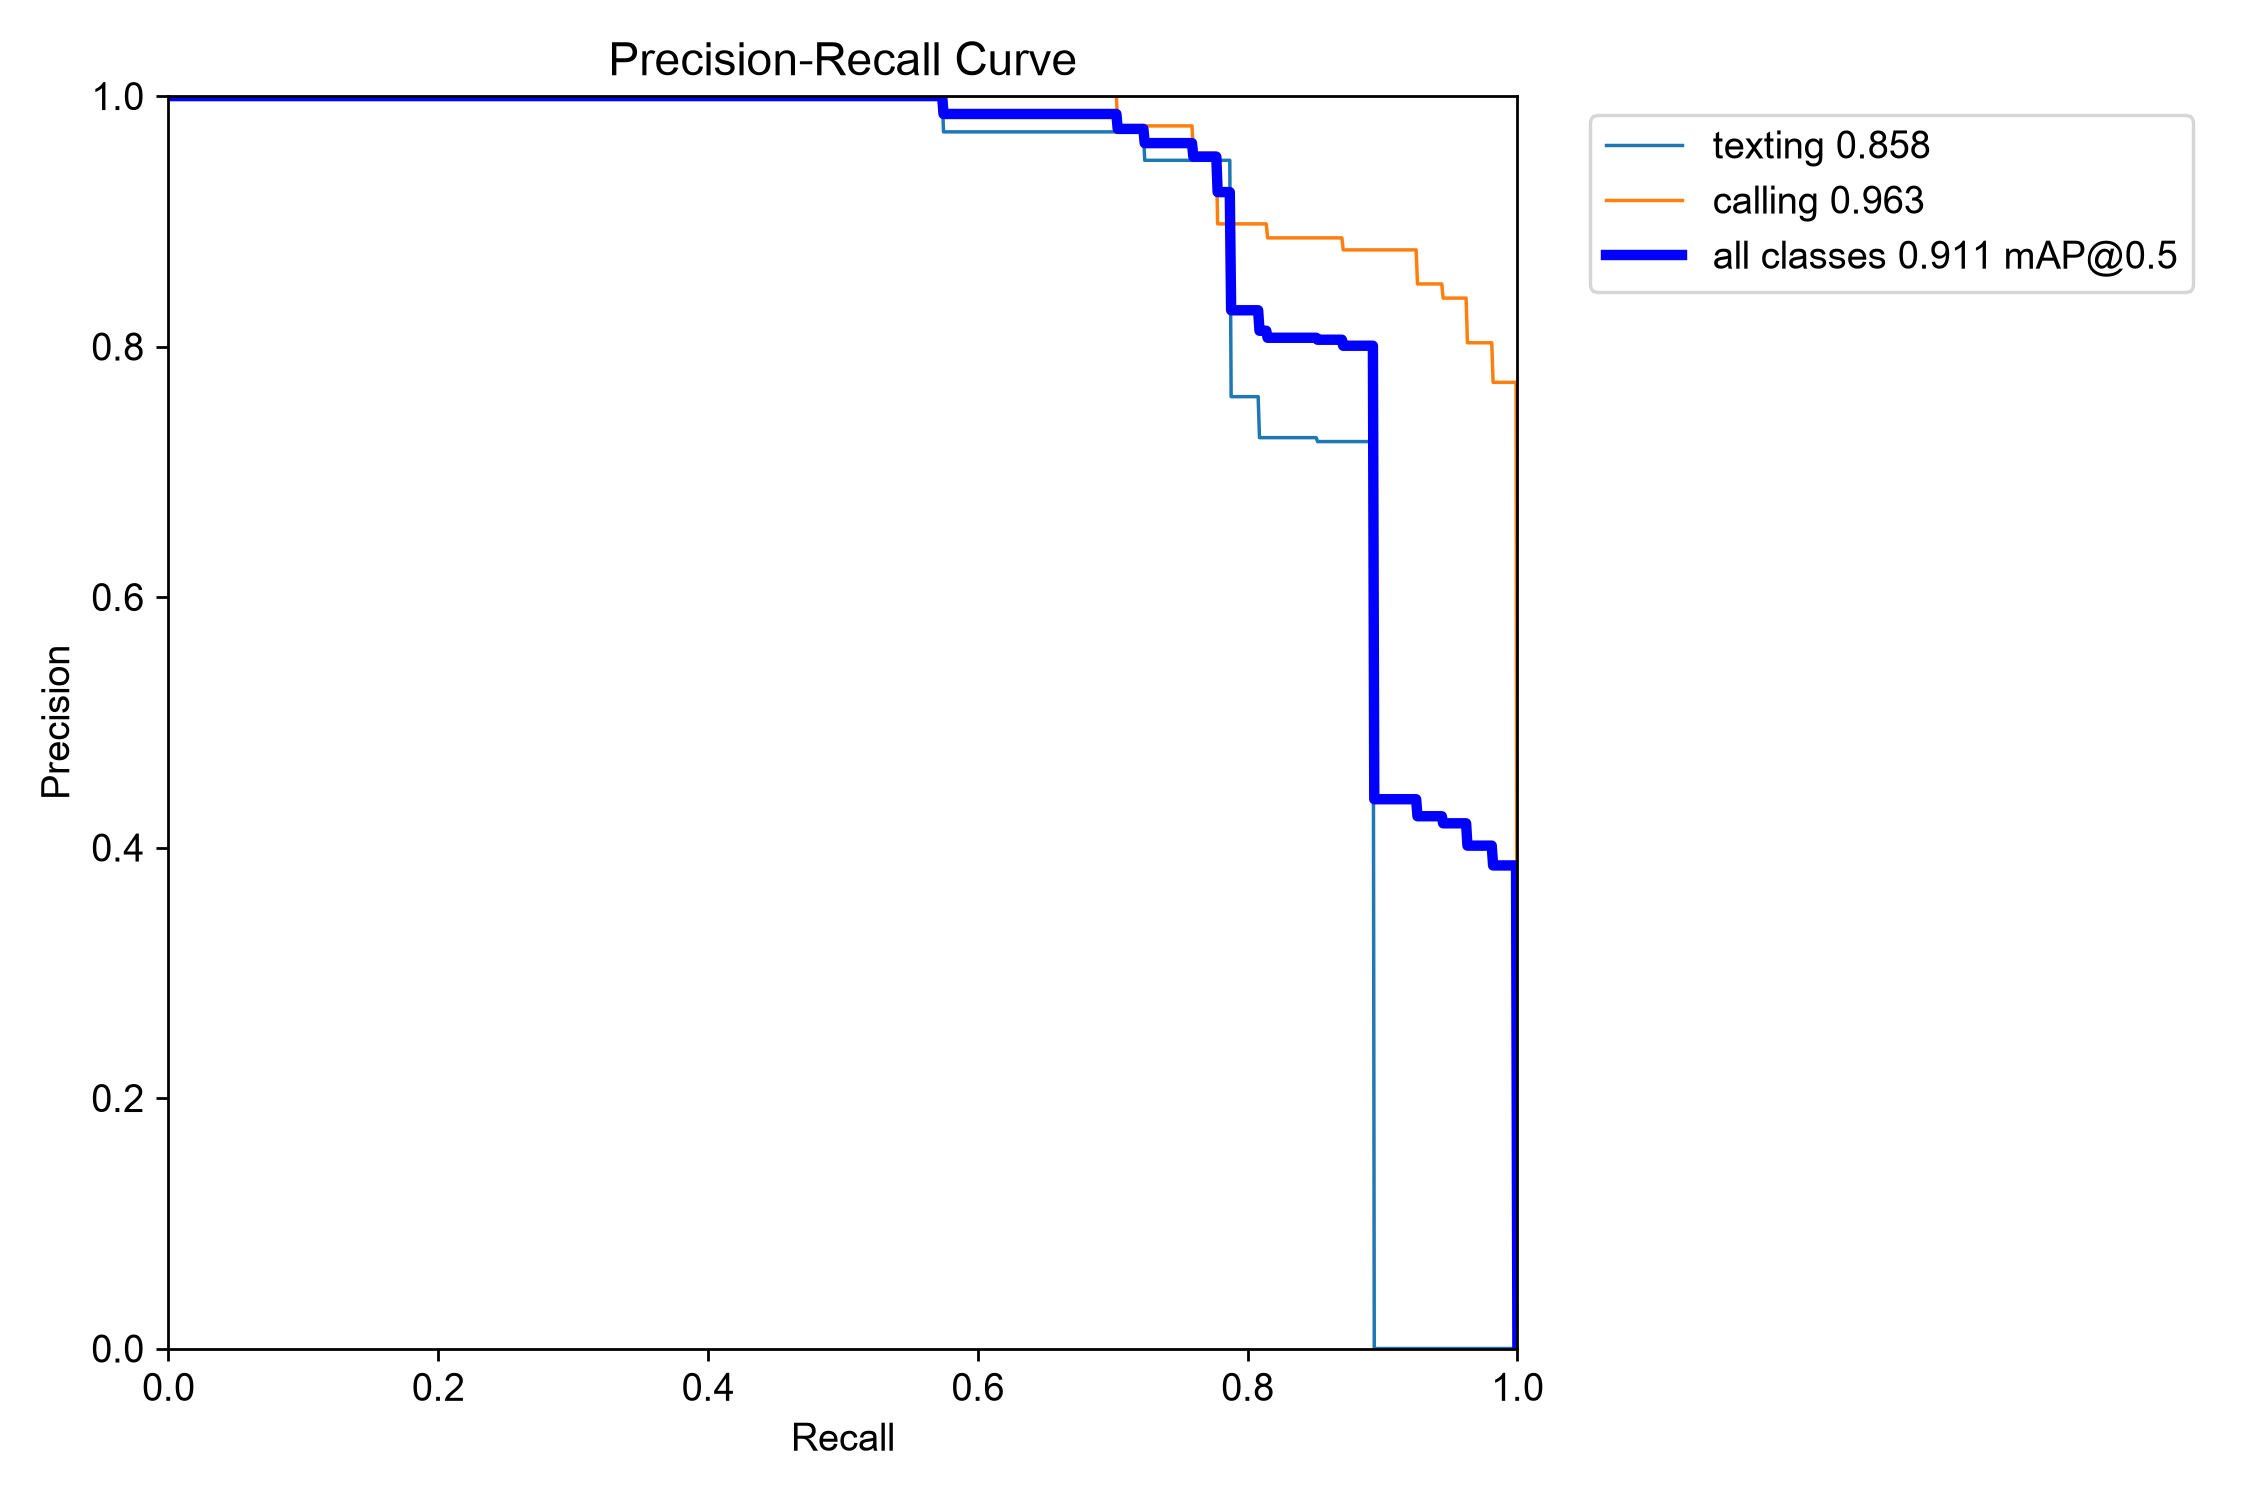 Precision-Recall Curve
texting 0.858
calling 0.963
all classes 0.911 mAP@0.5
1.0
0.8
0.6
0.4
0.2
0.0
Precision
0.0 0.2 0.4 0.6 0.8 1.0
Recall